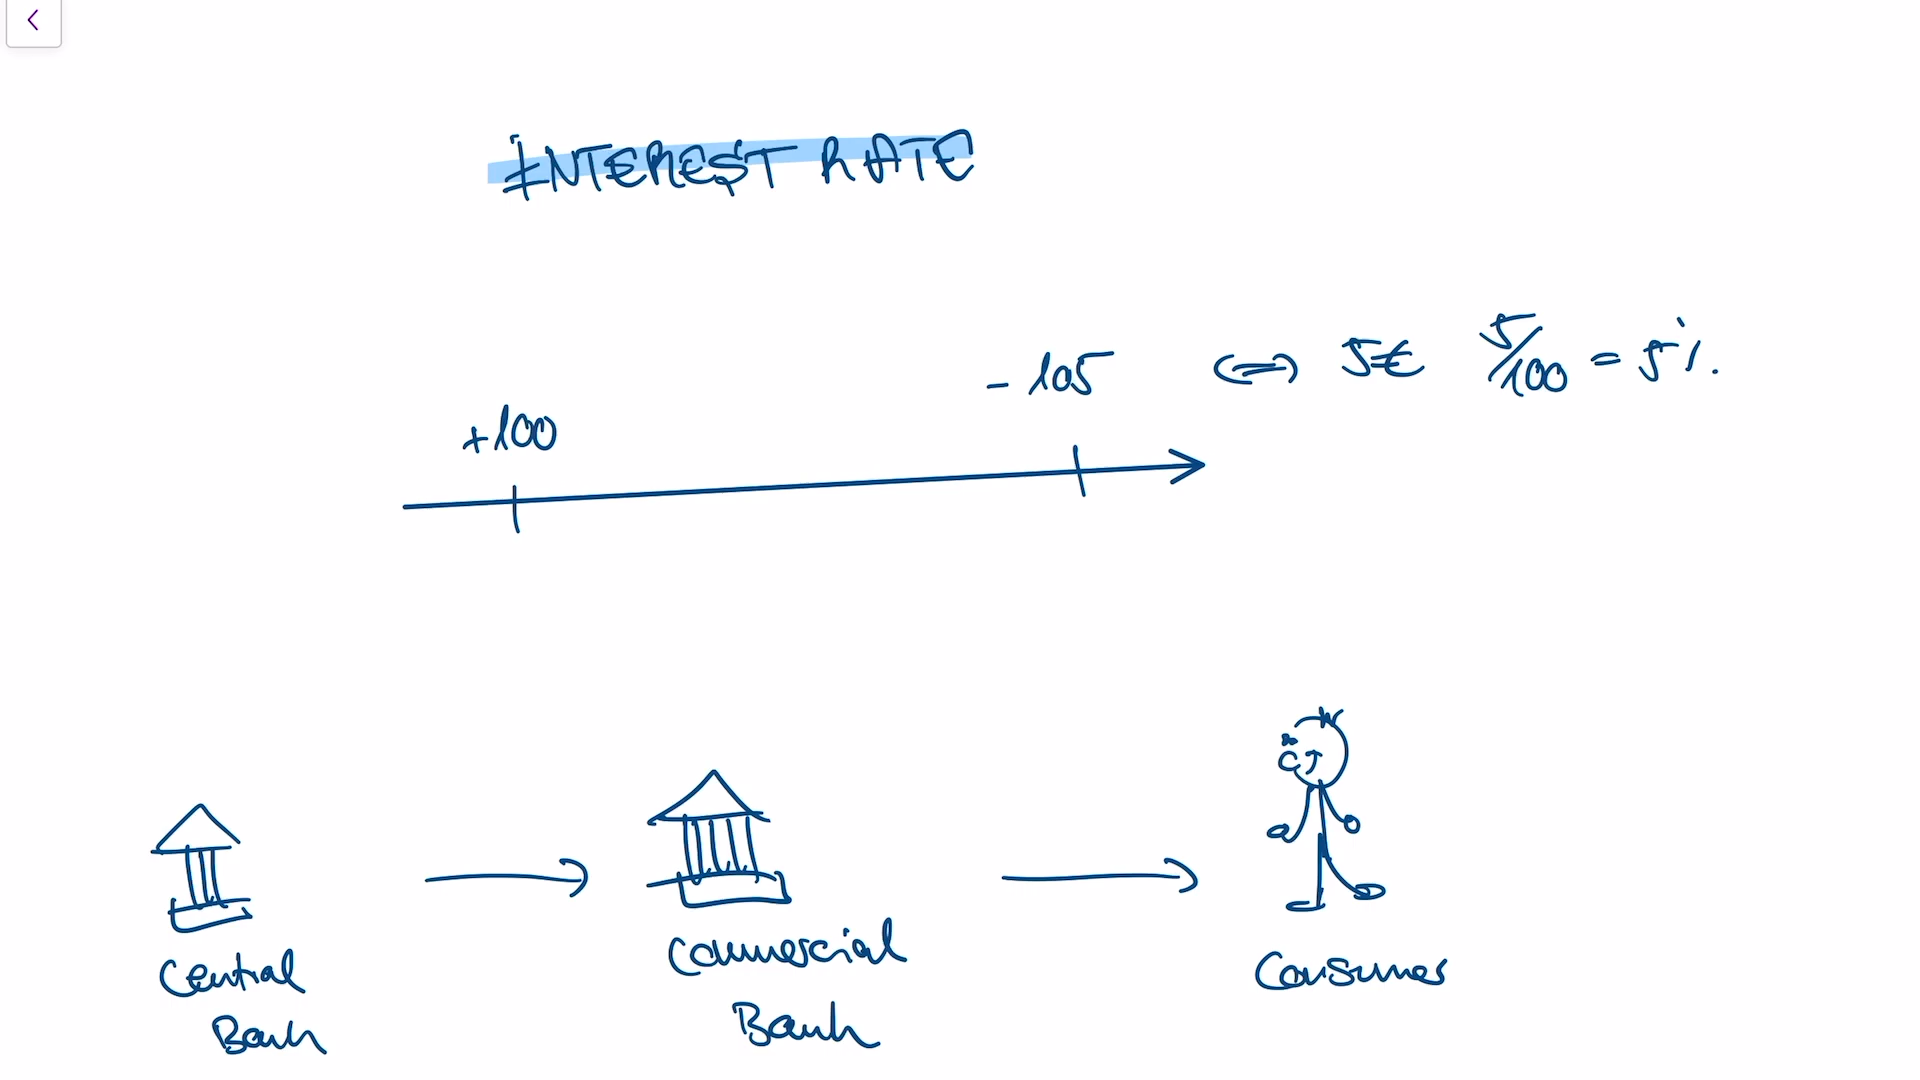 INTEREST RATE
+100
- 105 <=> 5€ 5/100 = 5%.
Central
Bank
Commercial
Bank
Consumer